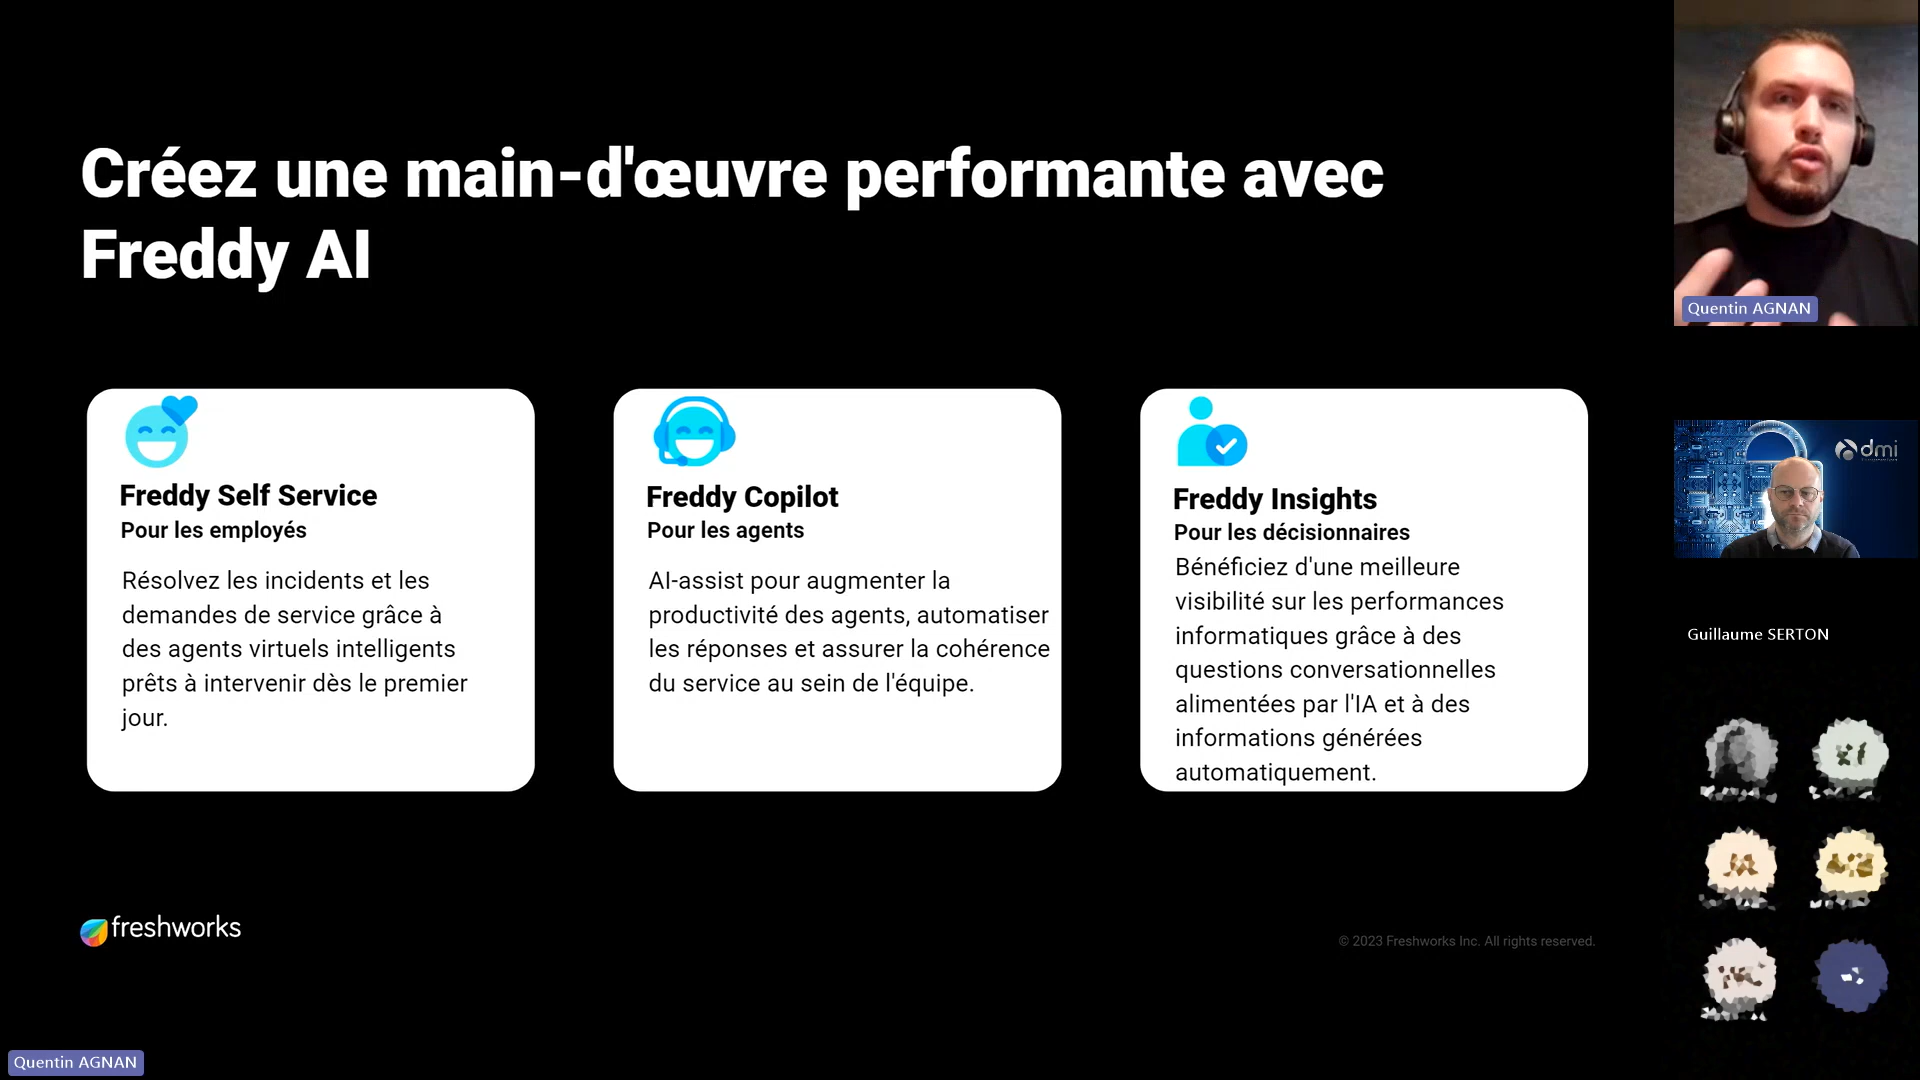 Créez une main-d'œuvre performante avec
Freddy AI
Freddy Self Service
Pour les employés
Résolvez les incidents et les
demandes de service grâce à
des agents virtuels intelligents
prêts à intervenir dès le premier
jour.
Freddy Copilot
Pour les agents
AI-assist pour augmenter la
productivité des agents, automatiser
les réponses et assurer la cohérence
du service au sein de l'équipe.
Freddy Insights
Pour les décisionnaires
Bénéficiez d'une meilleure
visibilité sur les performances
informatiques grâce à des
questions conversationnelles
alimentées par l'IA et à des
informations générées
automatiquement.
freshworks
© 2023 Freshworks Inc. All rights reserved.
Quentin AGNAN
Quentin AGNAN
dmi
Guillaume SERTON